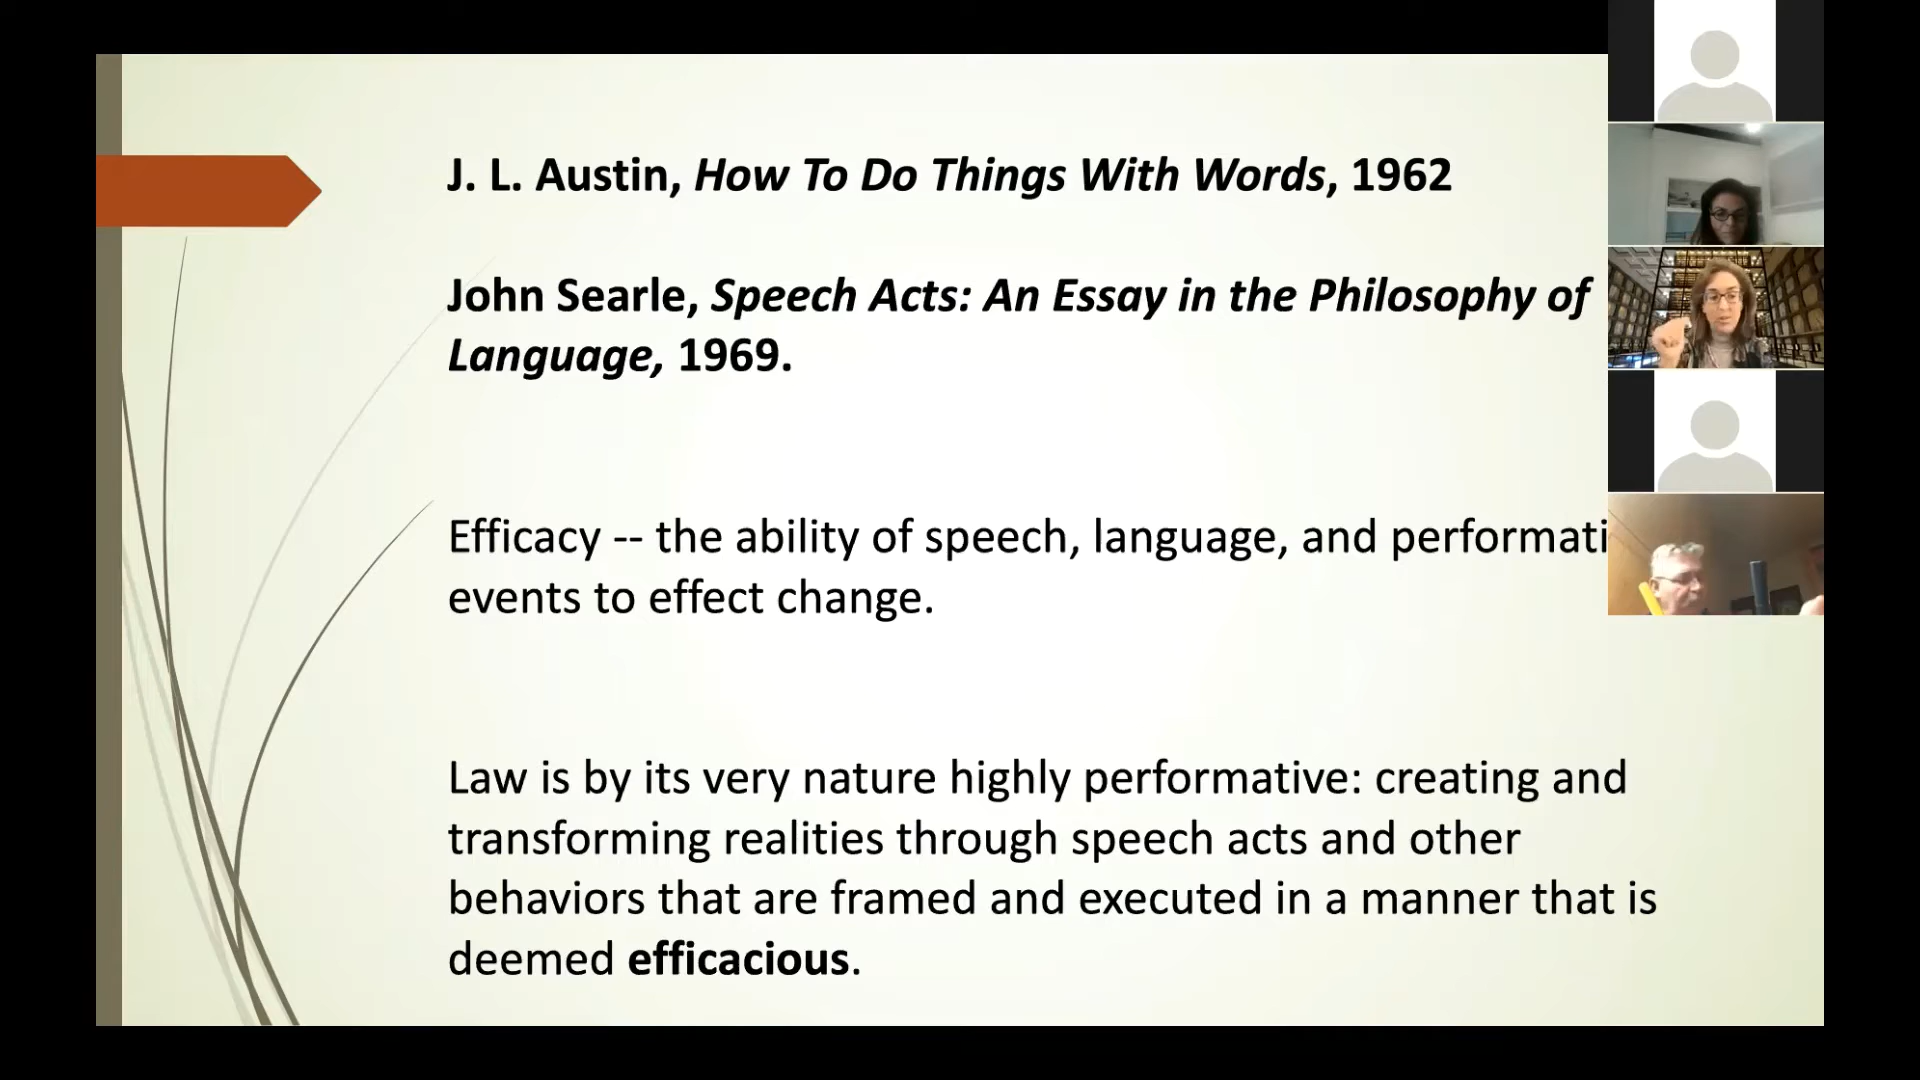 J. L. Austin, How To Do Things With Words, 1962
John Searle, Speech Acts: An Essay in the Philosophy of
Language, 1969.
Efficacy -- the ability of speech, language, and
events to effect change.
Law is by its very nature highly performative: creating and
transforming realities through speech acts and other
behaviors that are framed and executed in a manner that is
deemed efficacious.